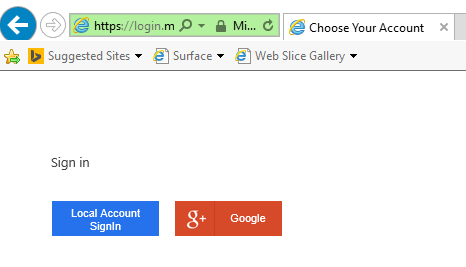 https://login.m Mi...
Choose Your Account
Suggested Sites
Surface
Web Slice Gallery
Sign in
Local Account
SignIn
g+ Google